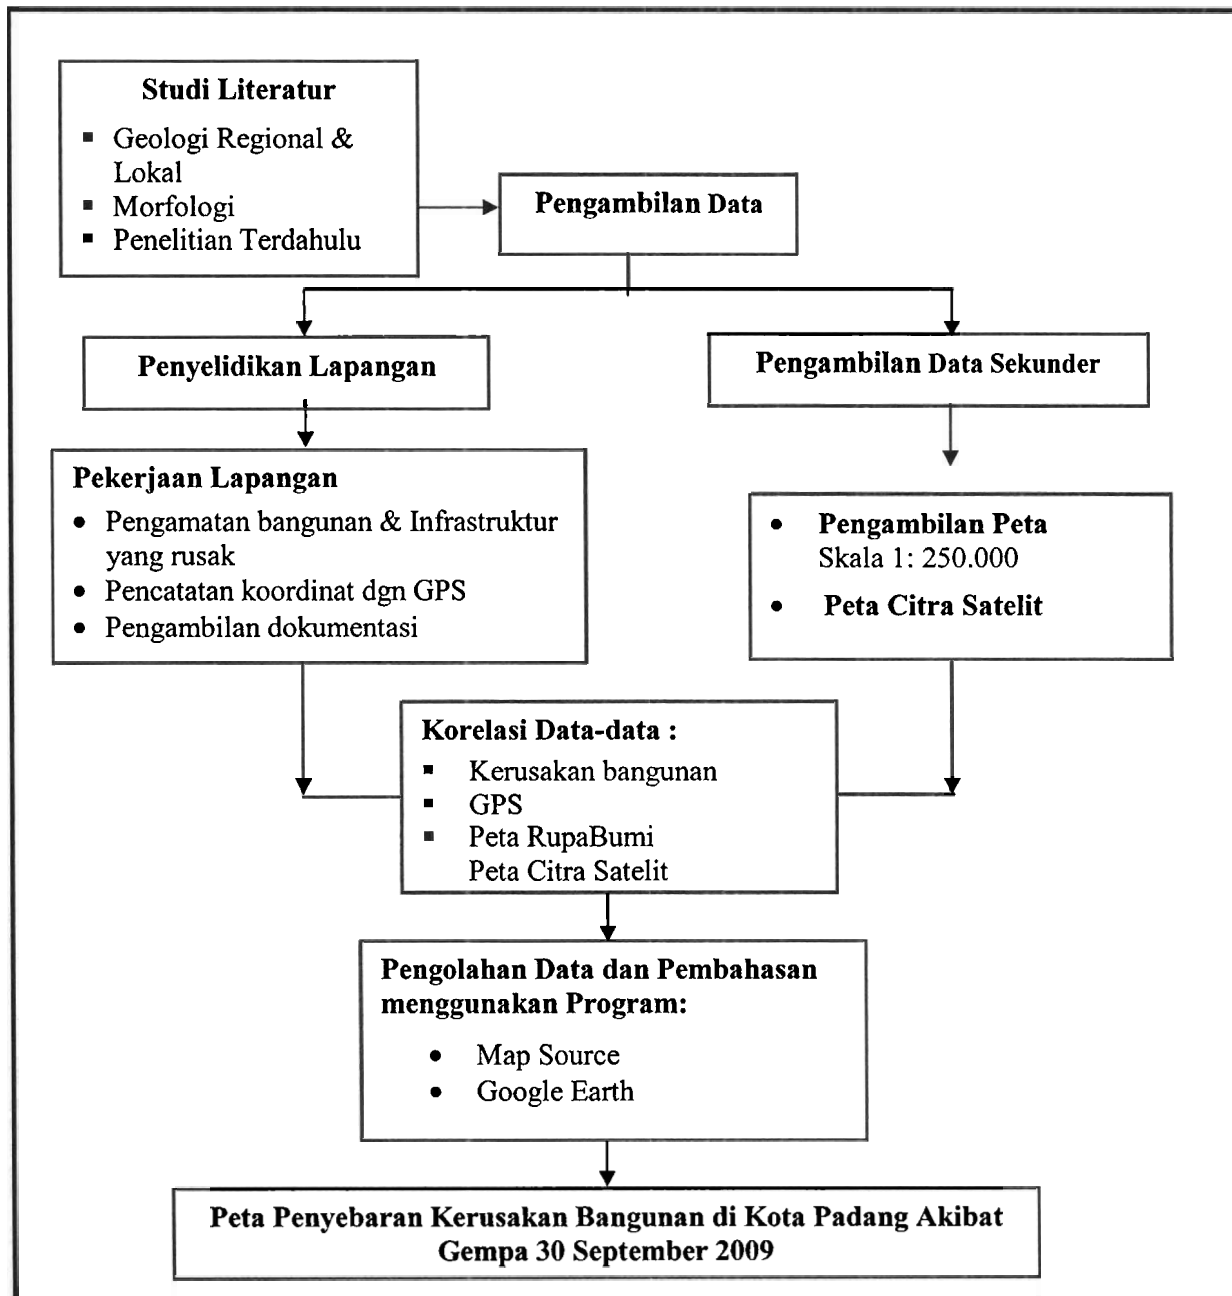 Studi Literatur
▪ Geologi Regional &
Lokal
▪ Morfologi
▪ Penelitian Terdahulu
Pengambilan Data
Penyelidikan Lapangan
Pengambilan Data Sekunder
Pekerjaan Lapangan
• Pengamatan bangunan & Infrastruktur
yang rusak
• Pencatatan koordinat dgn GPS
• Pengambilan dokumentasi
• Pengambilan Peta
Skala 1: 250.000
• Peta Citra Satelit
Korelasi Data-data :
▪ Kerusakan bangunan
▪ GPS
▪ Peta RupaBumi
Peta Citra Satelit
Pengolahan Data dan Pembahasan
menggunakan Program:
• Map Source
• Google Earth
Peta Penyebaran Kerusakan Bangunan di Kota Padang Akibat
Gempa 30 September 2009